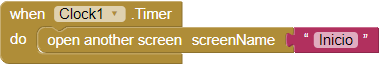 when Clock1 .Timer
do open another screen screenName " Inicio "